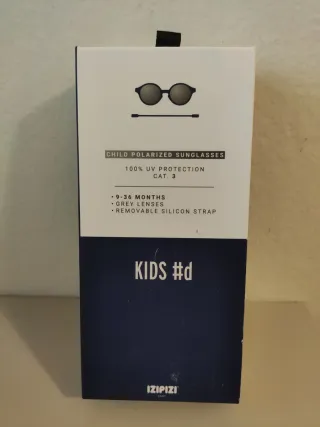 CHILD POLARIZED SUNGLASSES
100% UV PROTECTION
CAT. 3
• 9-36 MONTHS
• GREY LENSES
• REMOVABLE SILICON STRAP
KIDS #d
IZIPIZI